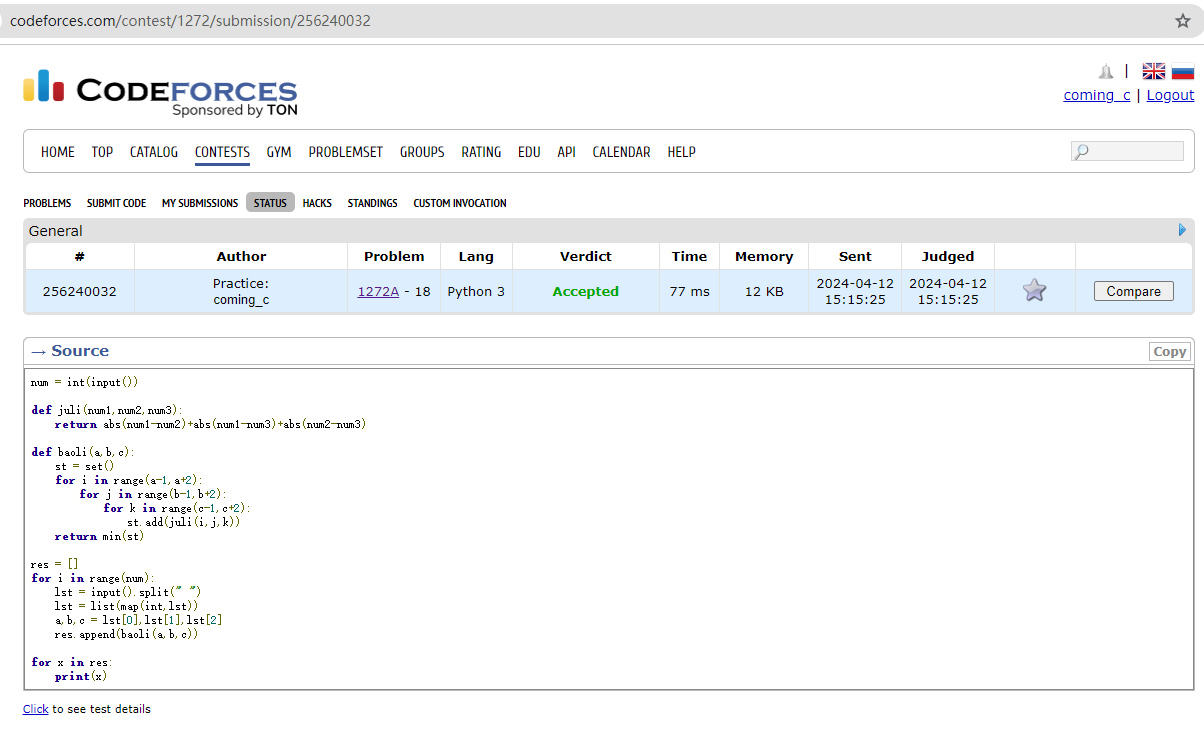 codeforces.com/contest/1272/submission/256240032
CODEFORCES
Sponsored by TON
|
coming_c | Logout
HOME TOP CATALOG CONTESTS GYM PROBLEMSET GROUPS RATING EDU API CALENDAR HELP
PROBLEMS SUBMIT CODE MY SUBMISSIONS STATUS HACKS STANDINGS CUSTOM INVOCATION
General
# Author Problem Lang Verdict Time Memory Sent Judged
256240032 Practice: coming_c 1272A - 18 Python 3 Accepted 77 ms 12 KB 2024-04-12 15:15:25 2024-04-12 15:15:25 Compare
→ Source Copy
num = int(input())
def juli(num1,num2,num3):
    return abs(num1-num2)+abs(num1-num3)+abs(num2-num3)
def baoli(a,b,c):
    st = set()
    for i in range(a-1,a+2):
        for j in range(b-1,b+2):
            for k in range(c-1,c+2):
                st.add(juli(i,j,k))
    return min(st)
res = []
for i in range(num):
    lst = input().split(" ")
    lst = list(map(int,lst))
    a,b,c = lst[0],lst[1],lst[2]
    res.append(baoli(a,b,c))
for x in res:
    print(x)
Click to see test details